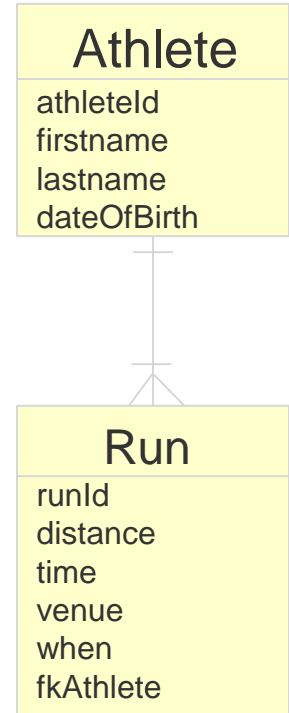 Athlete
athleteId
firstname
lastname
dateOfBirth
Run
runId
distance
time
venue
when
fkAthlete